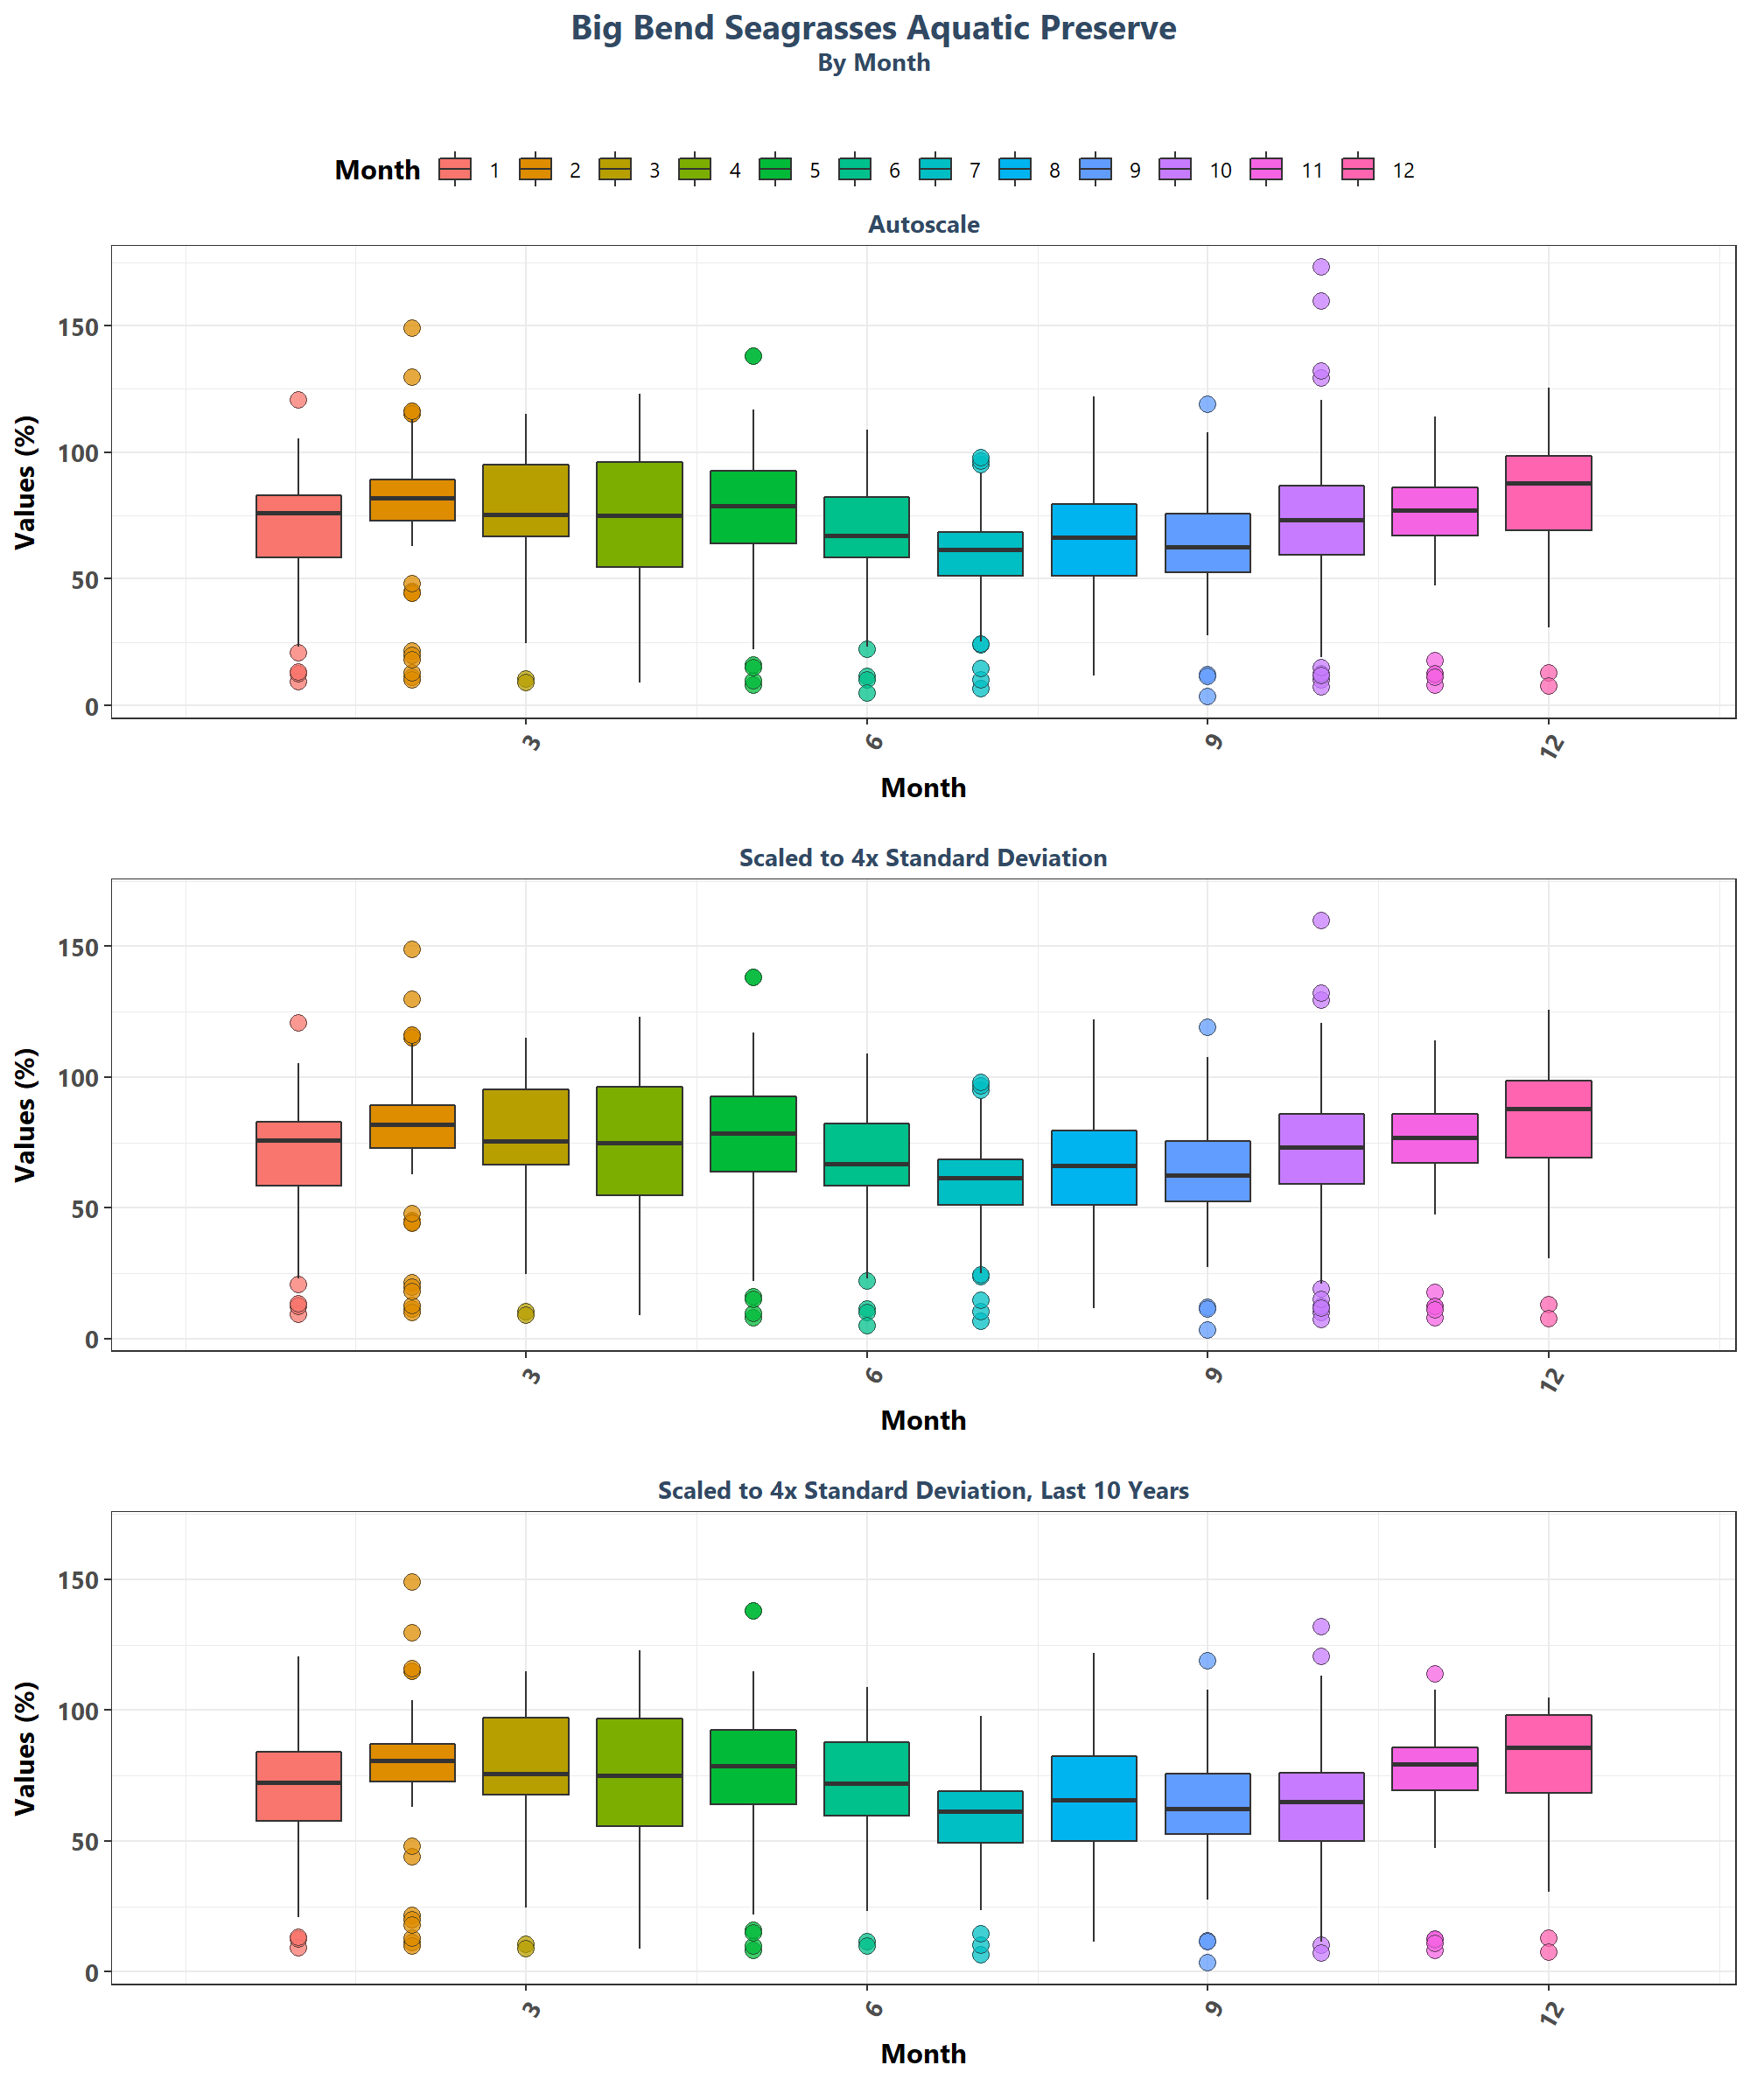 Big Bend Seagrasses Aquatic Preserve
By Month
Month 1 2 3 4 5 6 7 8 9 10 11 12
Autoscale
Values (%)
150
100
50
0
3 6 9 12
Month
Scaled to 4x Standard Deviation
Values (%)
150
100
50
0
3 6 9 12
Month
Scaled to 4x Standard Deviation, Last 10 Years
Values (%)
150
100
50
0
3 6 9 12
Month